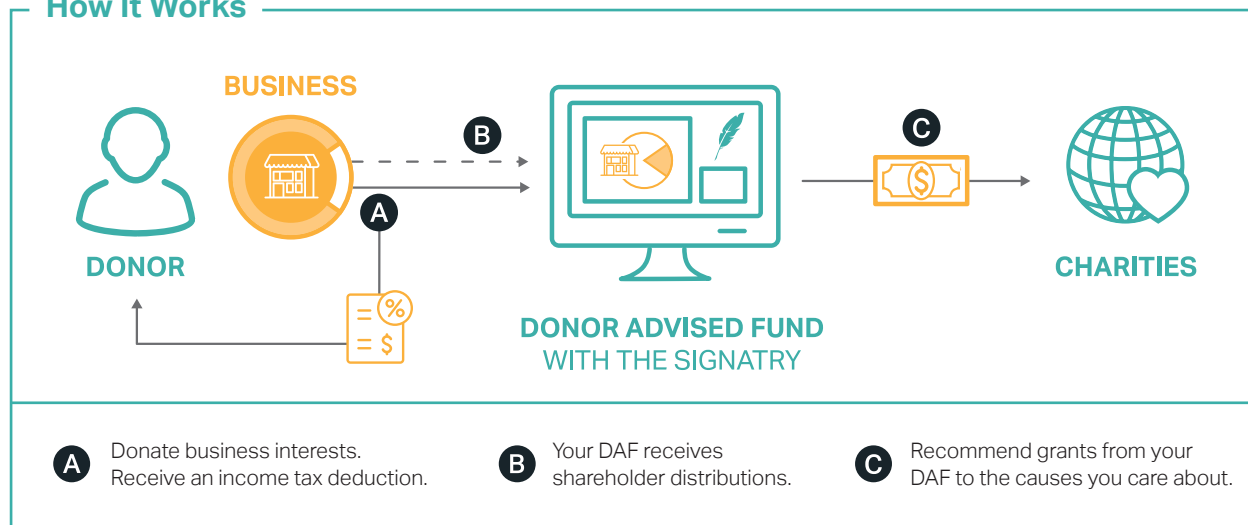 How It Works
BUSINESS
B
C
A
DONOR
CHARITIES
%
$
$
DONOR ADVISED FUND
WITH THE SIGNATRY
A
Donate business interests.
Receive an income tax deduction.
B
Your DAF receives
shareholder distributions.
C
Recommend grants from your
DAF to the causes you care about.